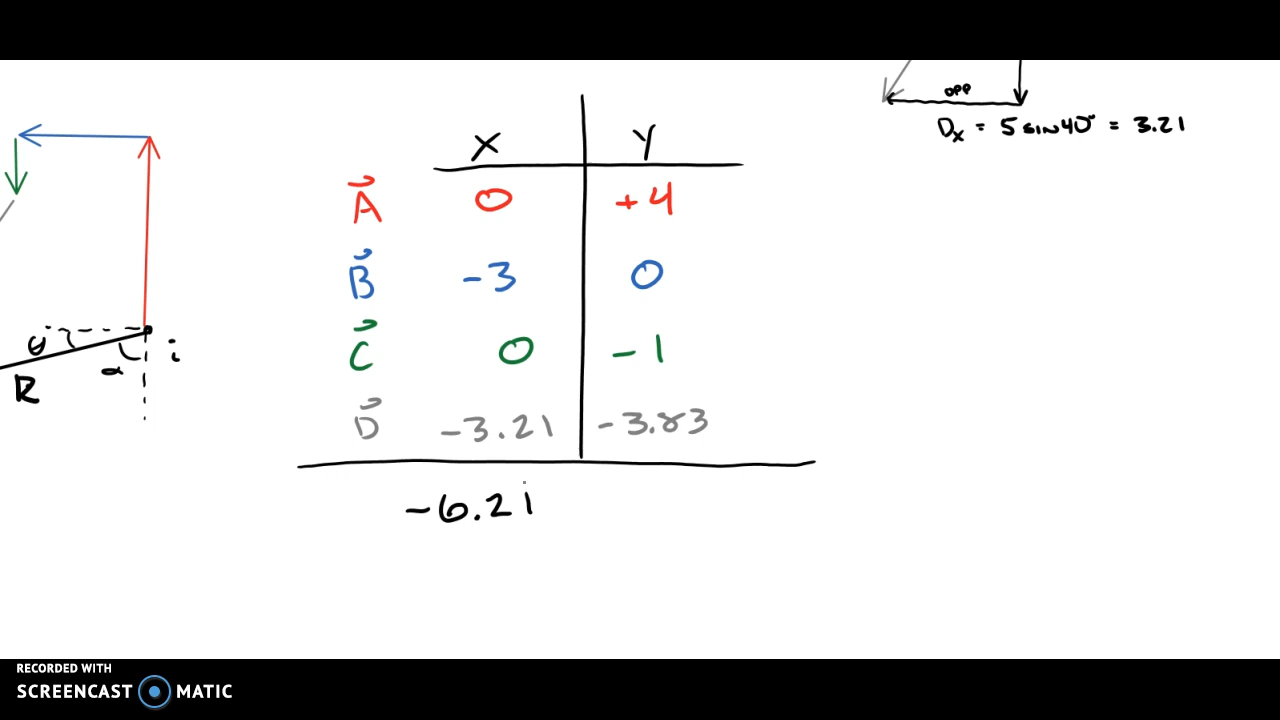 OPP
Dx = 5 sin 40° = 3.21
X Y
A 0 +4
B -3 0
C 0 -1
D -3.21 -3.83
-6.21
θ
α i
R
RECORDED WITH
SCREENCAST MATIC